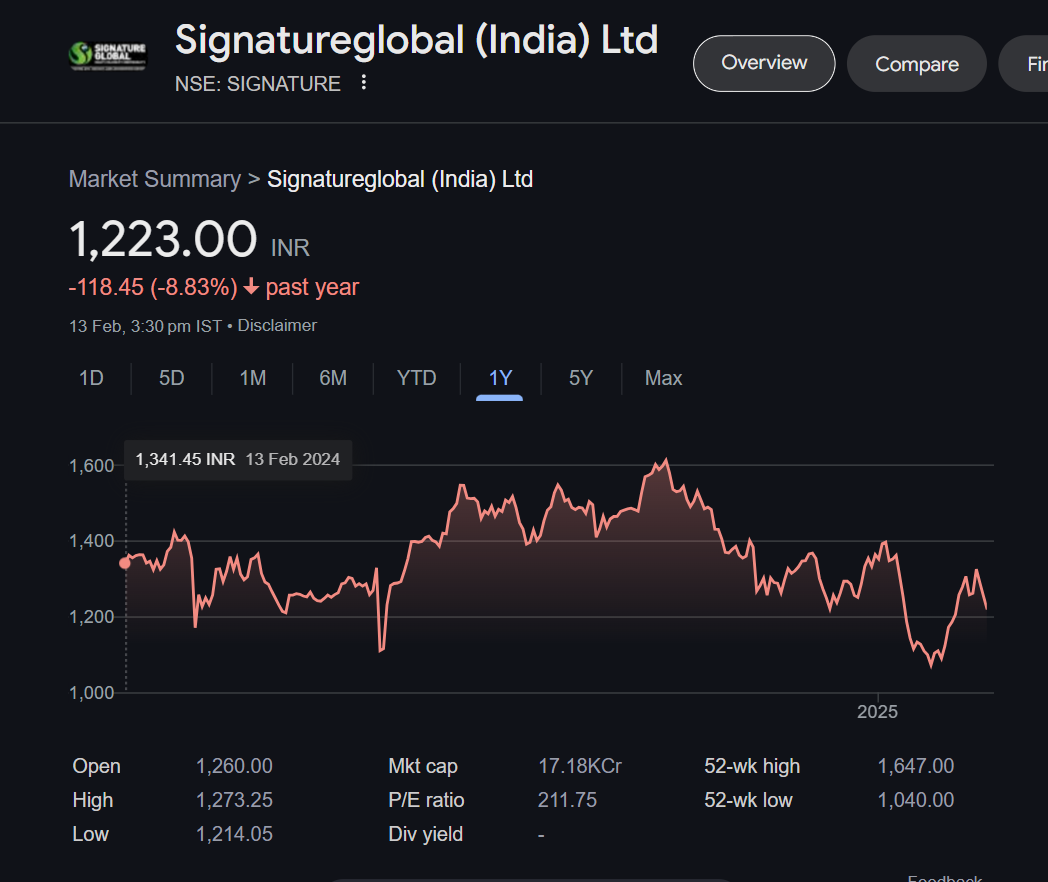 SIGNATURE
GLOBAL
Signatureglobal (India) Ltd
NSE: SIGNATURE
Overview
Compare
Market Summary > Signatureglobal (India) Ltd
1,223.00 INR
-118.45 (-8.83%) ↓ past year
13 Feb, 3:30 pm IST • Disclaimer
1D 5D 1M 6M YTD 1Y 5Y Max
1,341.45 INR 13 Feb 2024
1,600
1,400
1,200
1,000
2025
Open 1,260.00 Mkt cap 17.18KCr 52-wk high 1,647.00
High 1,273.25 P/E ratio 211.75 52-wk low 1,040.00
Low 1,214.05 Div yield -
Feedback